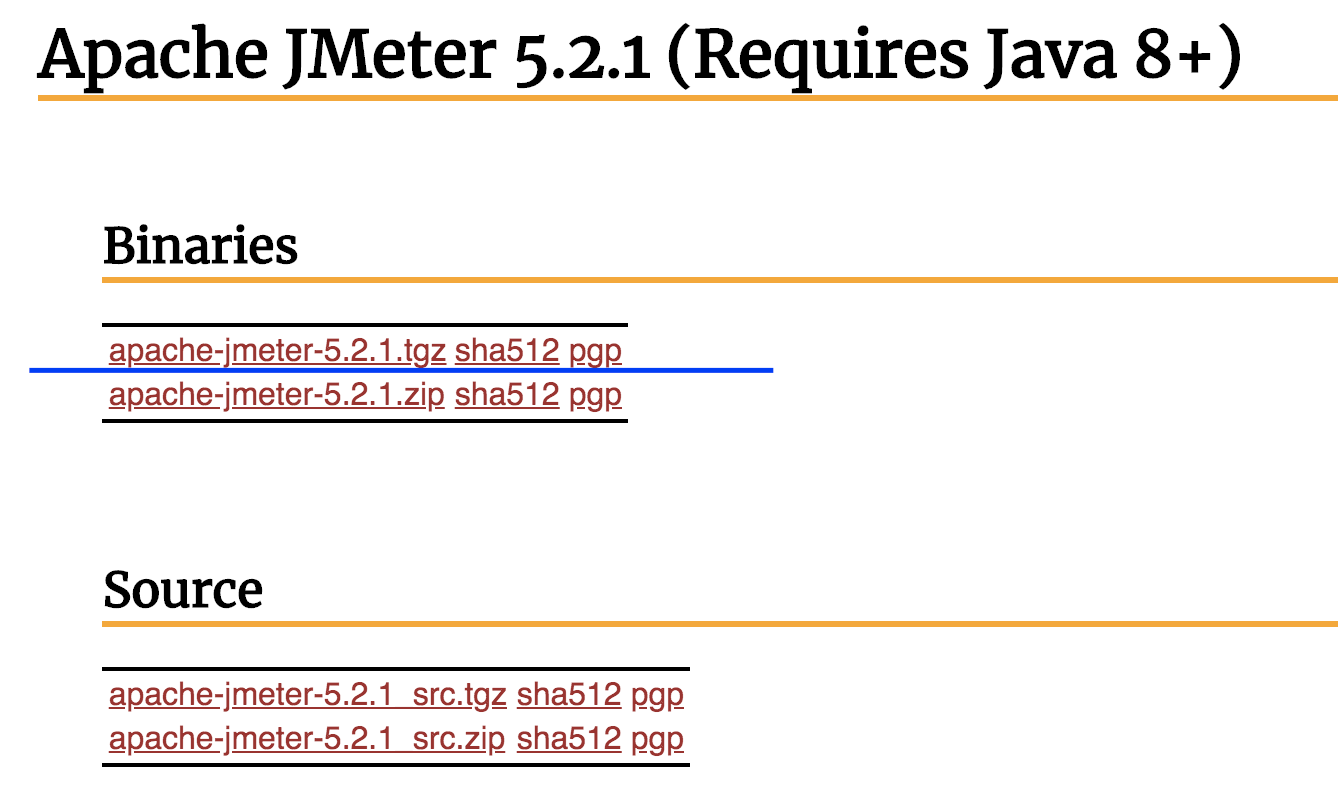 Apache JMeter 5.2.1 (Requires Java 8+)
Binaries
apache-jmeter-5.2.1.tgz sha512 pgp
apache-jmeter-5.2.1.zip sha512 pgp
Source
apache-jmeter-5.2.1_src.tgz sha512 pgp
apache-jmeter-5.2.1_src.zip sha512 pgp